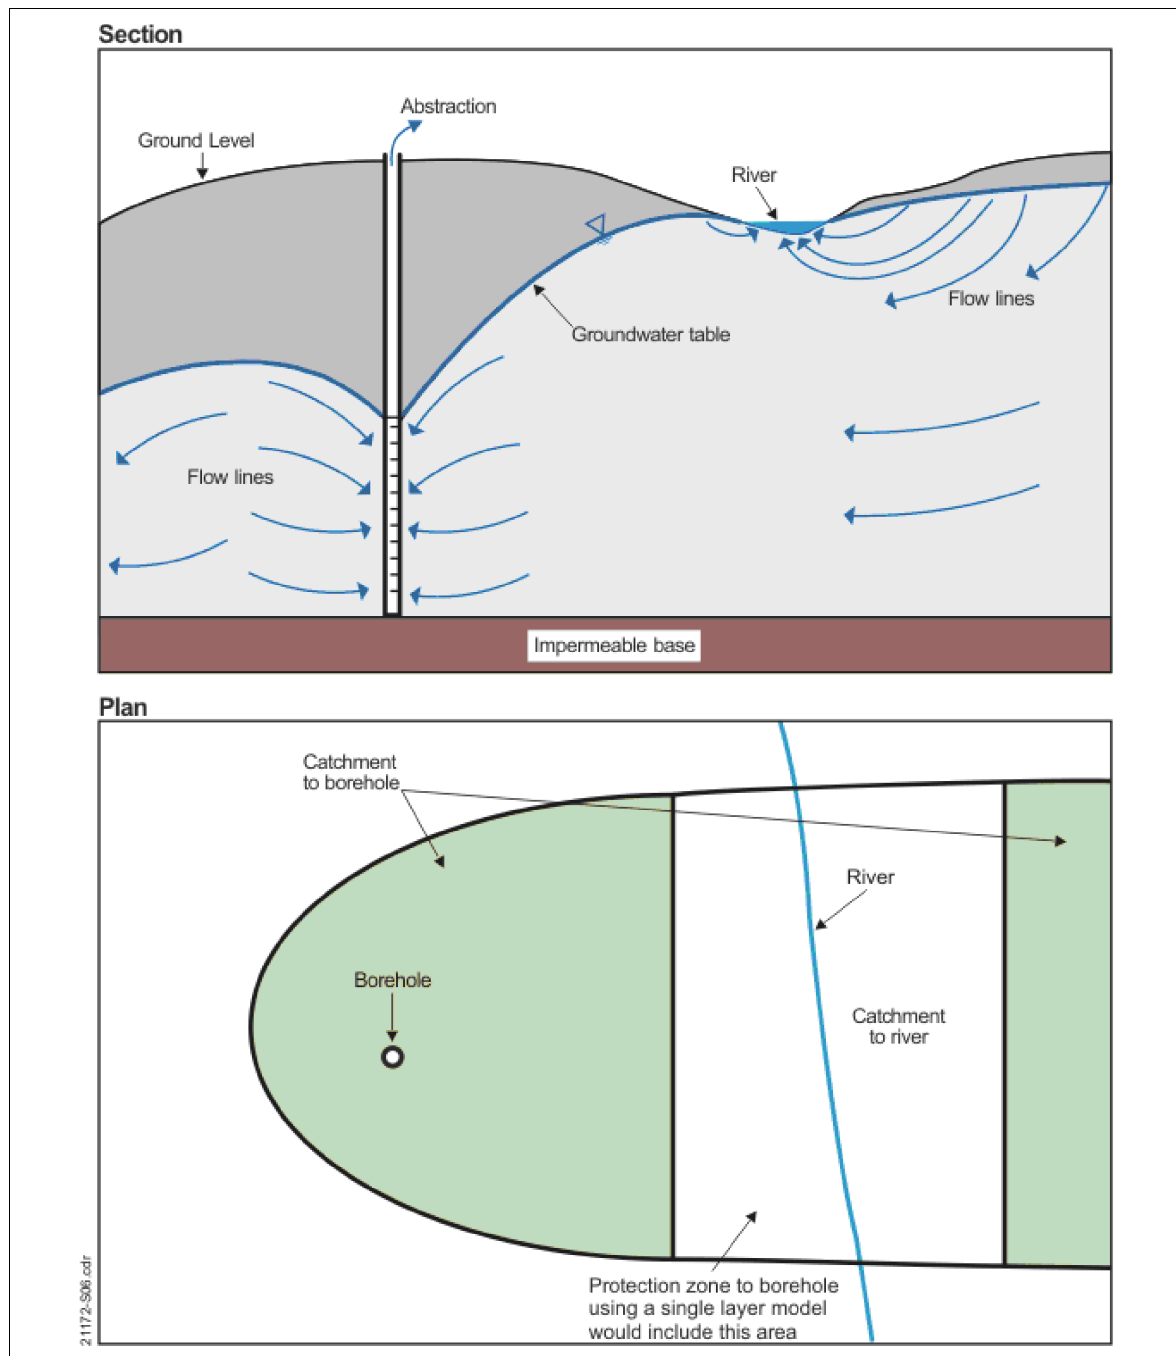 Section
Abstraction
Ground Level
River
Flow lines
Groundwater table
Flow lines
Impermeable base
Plan
Catchment
to borehole
River
Borehole
Catchment
to river
Protection zone to borehole
using a single layer model
would include this area
21172-S06.cdr